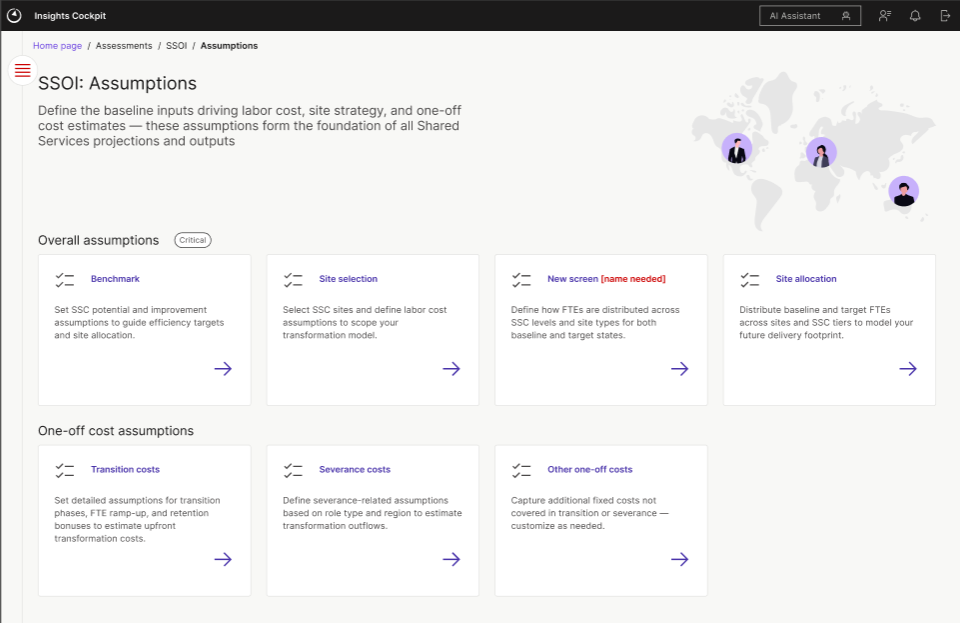 Insights Cockpit
AI Assistant
Home page / Assessments / SSOI / Assumptions
SSOI: Assumptions
Define the baseline inputs driving labor cost, site strategy, and one-off
cost estimates — these assumptions form the foundation of all Shared
Services projections and outputs
Overall assumptions
Critical
Benchmark
Set SSC potential and improvement
assumptions to guide efficiency targets
and site allocation.
Site selection
Select SSC sites and define labor cost
assumptions to scope your
transformation model.
New screen [name needed]
Define how FTEs are distributed across
SSC levels and site types for both
baseline and target states.
Site allocation
Distribute baseline and target FTEs
across sites and SSC tiers to model your
future delivery footprint.
One-off cost assumptions
Transition costs
Set detailed assumptions for transition
phases, FTE ramp-up, and retention
bonuses to estimate upfront
transformation costs.
Severance costs
Define severance-related assumptions
based on role type and region to estimate
transformation outflows.
Other one-off costs
Capture additional fixed costs not
covered in transition or severance —
customize as needed.